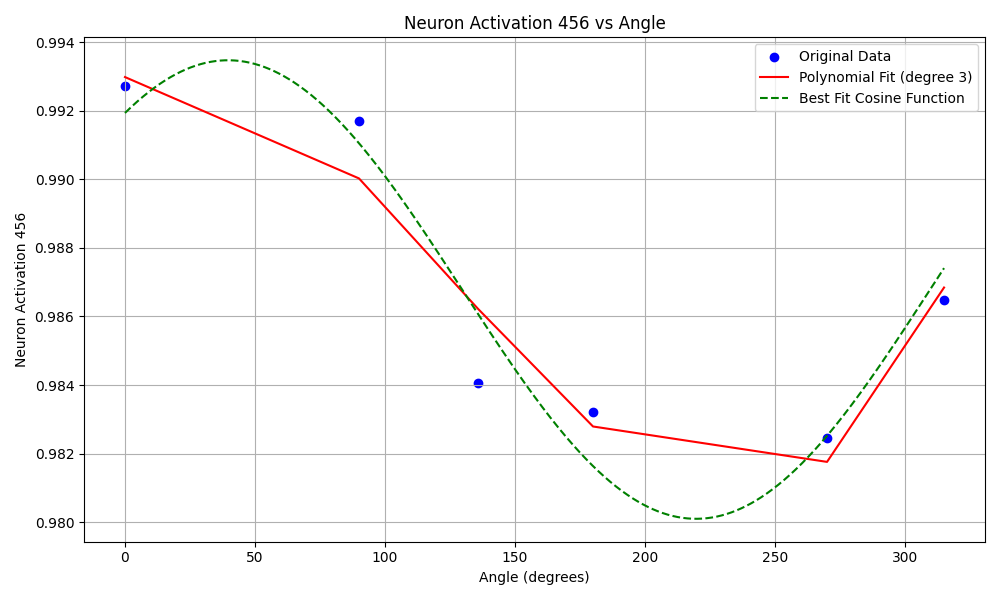 Neuron Activation 456 vs Angle
Original Data
Polynomial Fit (degree 3)
Best Fit Cosine Function
Neuron Activation 456
0.994
0.992
0.990
0.988
0.986
0.984
0.982
0.980
0
50
100
150
200
250
300
Angle (degrees)